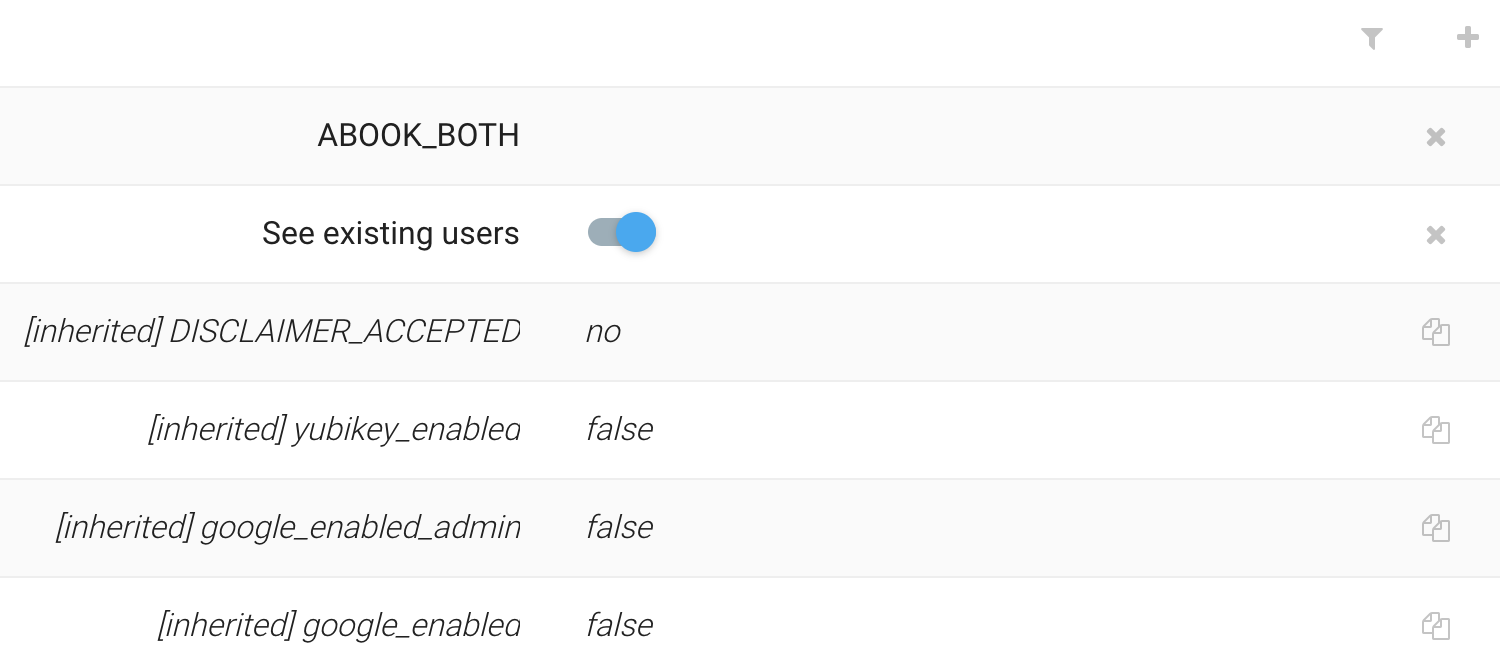 ABOOK_BOTH
See existing users
[inherited] DISCLAIMER_ACCEPTED no
[inherited] yubikey_enabled false
[inherited] google_enabled_admin false
[inherited] google_enabled false